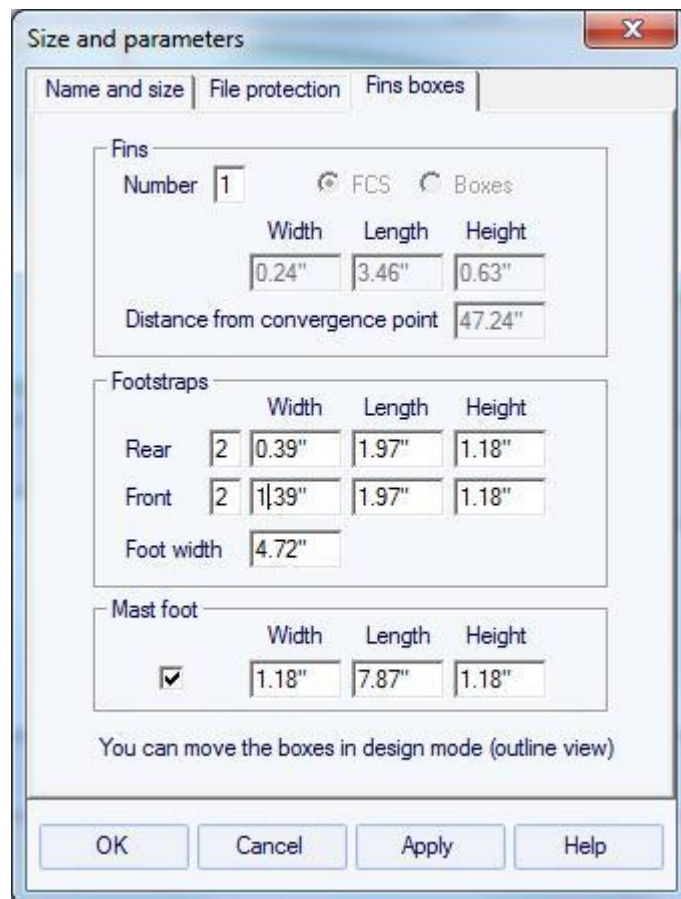 Size and parameters
Name and size File protection Fins boxes
Fins
Number 1 FCS Boxes
Width Length Height
0.24" 3.46" 0.63"
Distance from convergence point 47.24"
Footstraps
Width Length Height
Rear 2 0.39" 1.97" 1.18"
Front 2 1.39" 1.97" 1.18"
Foot width 4.72"
Mast foot
Width Length Height
1.18" 7.87" 1.18"
You can move the boxes in design mode (outline view)
OK Cancel Apply Help